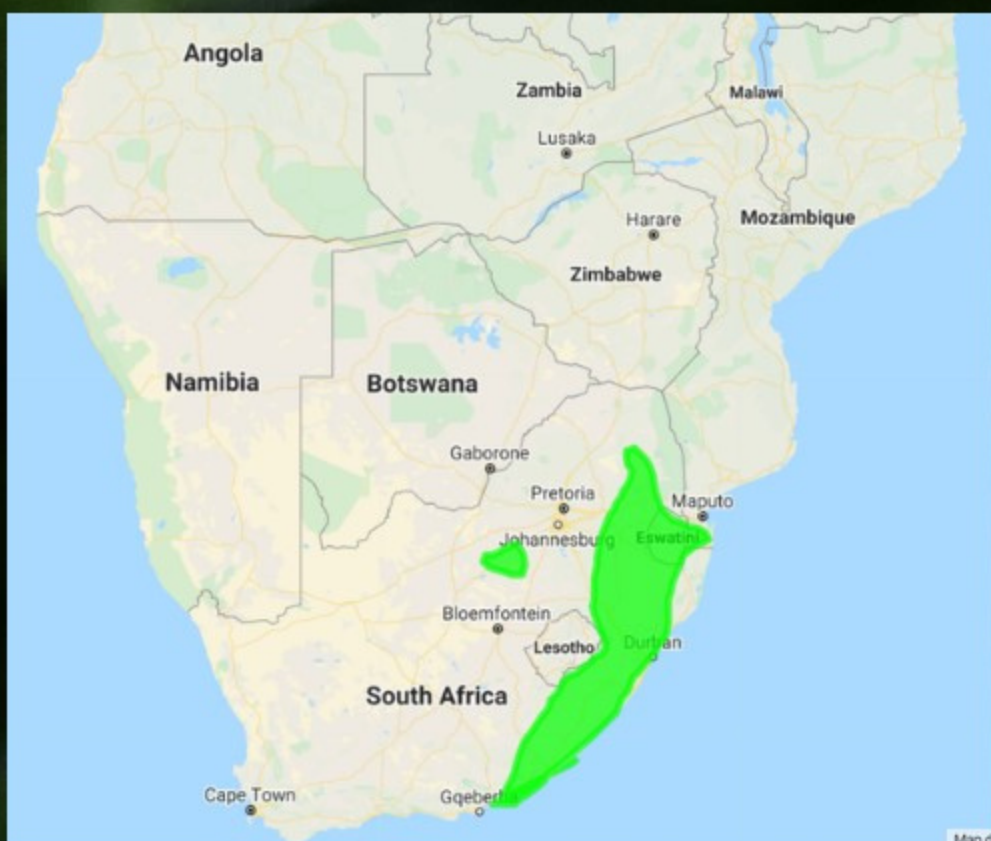 Angola
Zambia
Malawi
Lusaka
Harare
Mozambique
Zimbabwe
Namibia
Botswana
Gaborone
Pretoria
Maputo
Johannesburg
Eswatini
Bloemfontein
Lesotho
Durban
South Africa
Cape Town
Gqeberha
Map d